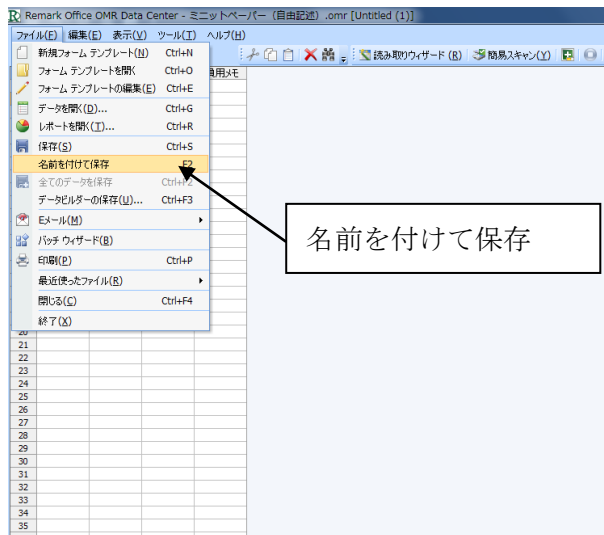 Remark Office OMR Data Center - ミニットペーパー（自由記述）.omr [Untitled (1)]
ファイル(F) 編集(E) 表示(V) ツール(T) ヘルプ(H)
読み取りウィザード (R) 簡易スキャン(Y)
新規フォーム テンプレート(N) Ctrl+N
フォーム テンプレートを開く Ctrl+O
フォーム テンプレートの編集(E) Ctrl+E
データを開く(D)... Ctrl+G
レポートを開く(T)... Ctrl+R
保存(S) Ctrl+S
名前を付けて保存 F2
全てのデータを保存 Ctrl+F2
データビルダーの保存(U)... Ctrl+F3
Eメール(M)
バッチ ウィザード(B)
印刷(P) Ctrl+P
最近使ったファイル(R)
閉じる(C) Ctrl+F4
終了(X)
名前を付けて保存
20
21
22
23
24
25
26
27
28
29
30
31
32
33
34
35